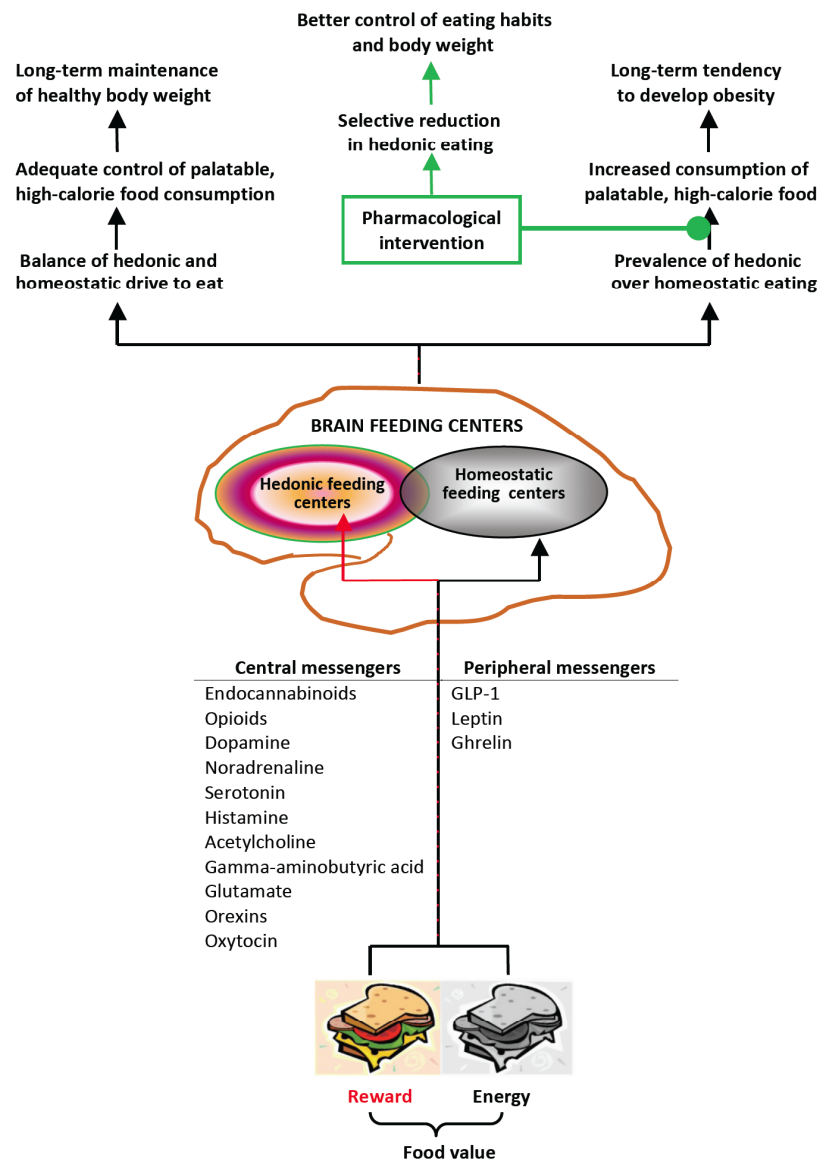 Better control of eating habits
and body weight
Long-term maintenance
of healthy body weight
Long-term tendency
to develop obesity
Selective reduction
in hedonic eating
Adequate control of palatable,
high-calorie food consumption
Increased consumption of
palatable, high-calorie food
Pharmacological
intervention
Balance of hedonic and
homeostatic drive to eat
Prevalence of hedonic
over homeostatic eating
BRAIN FEEDING CENTERS
Hedonic feeding
centers
Homeostatic
feeding centers
Central messengers
Endocannabinoids
Opioids
Dopamine
Noradrenaline
Serotonin
Histamine
Acetylcholine
Gamma-aminobutyric acid
Glutamate
Orexins
Oxytocin
Peripheral messengers
GLP-1
Leptin
Ghrelin
Reward
Energy
Food value